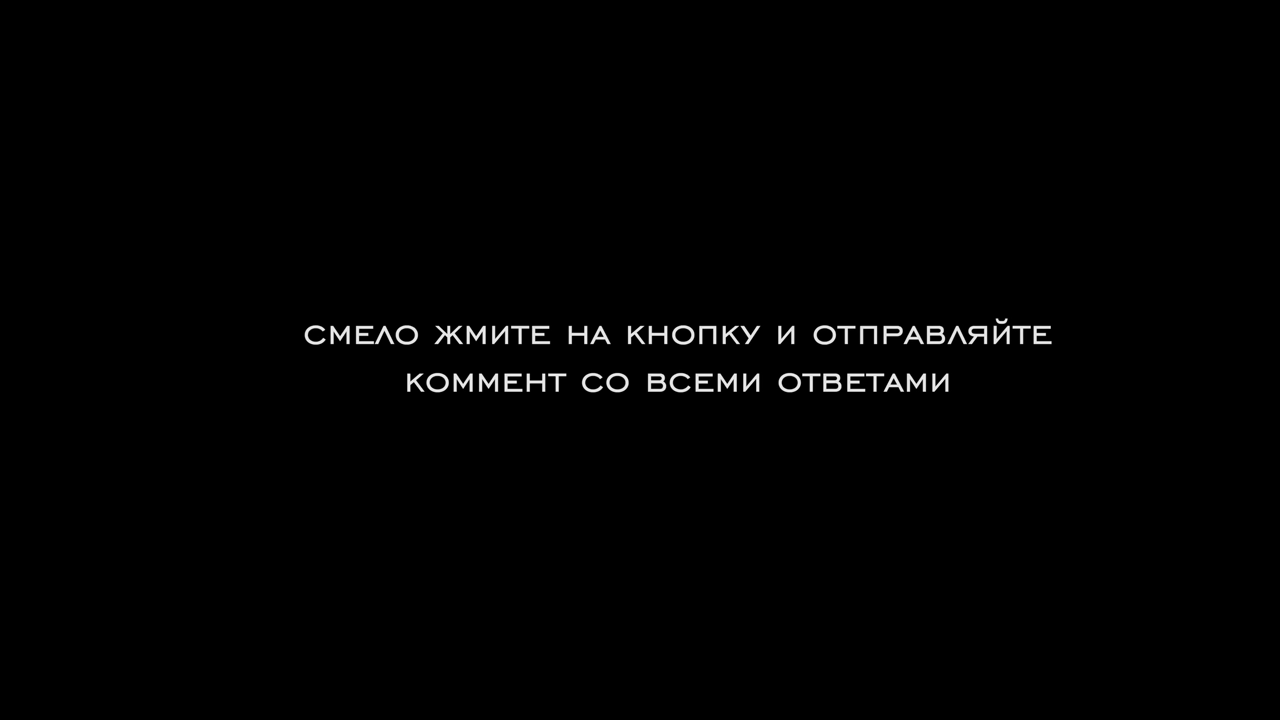 СМЕЛО ЖМИТЕ НА КНОПКУ И ОТПРАВЛЯЙТЕ
КОММЕНТ СО ВСЕМИ ОТВЕТАМИ